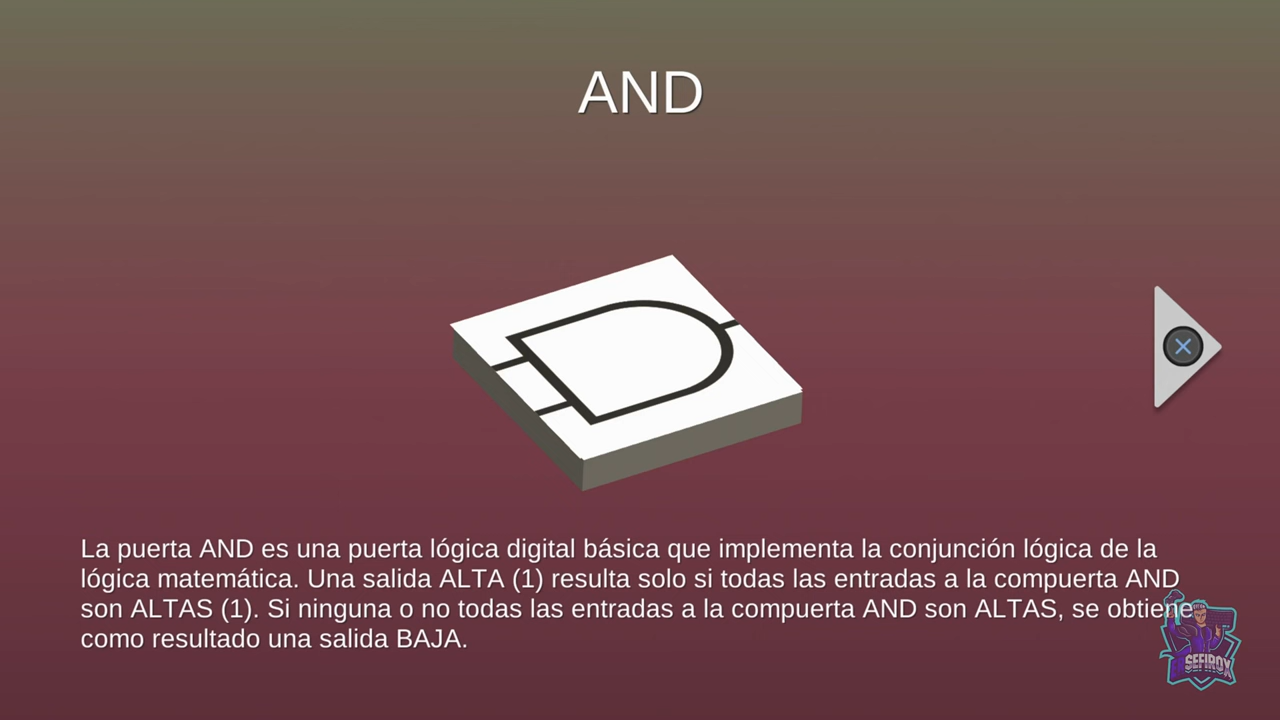 AND
La puerta AND es una puerta lógica digital básica que implementa la conjunción lógica de la
lógica matemática. Una salida ALTA (1) resulta solo si todas las entradas a la compuerta AND
son ALTAS (1). Si ninguna o no todas las entradas a la compuerta AND son ALTAS, se obtiene
como resultado una salida BAJA.
SEFIROX